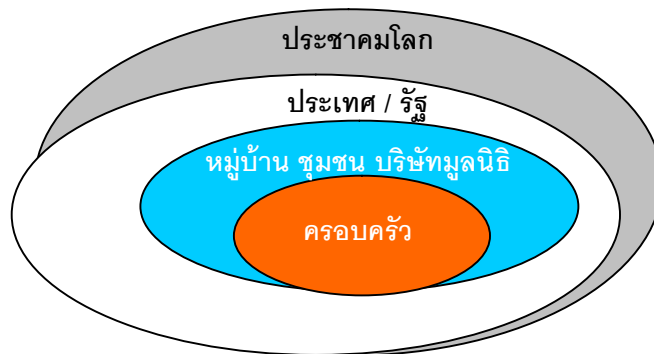 ประชาคมโลก
ประเทศ / รัฐ
หมู่บ้าน ชุมชน บริษัทมูลนิธิ
ครอบครัว